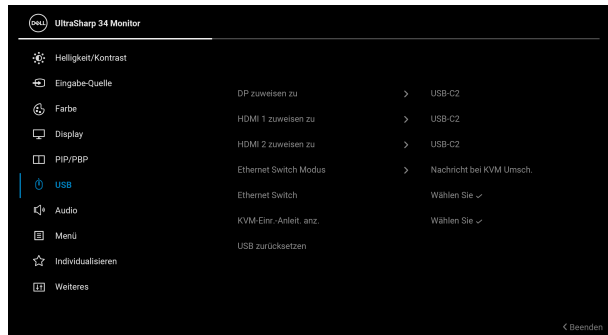 DELL UltraSharp 34 Monitor
Helligkeit/Kontrast
Eingabe-Quelle
Farbe
Display
PIP/PBP
USB
Audio
Menü
Individualisieren
Weiteres
DP zuweisen zu > USB-C2
HDMI 1 zuweisen zu > USB-C2
HDMI 2 zuweisen zu > USB-C2
Ethernet Switch Modus > Nachricht bei KVM Umsch.
Ethernet Switch Wählen Sie ✓
KVM-Einr.-Anleit. anz. Wählen Sie ✓
USB zurücksetzen
< Beenden